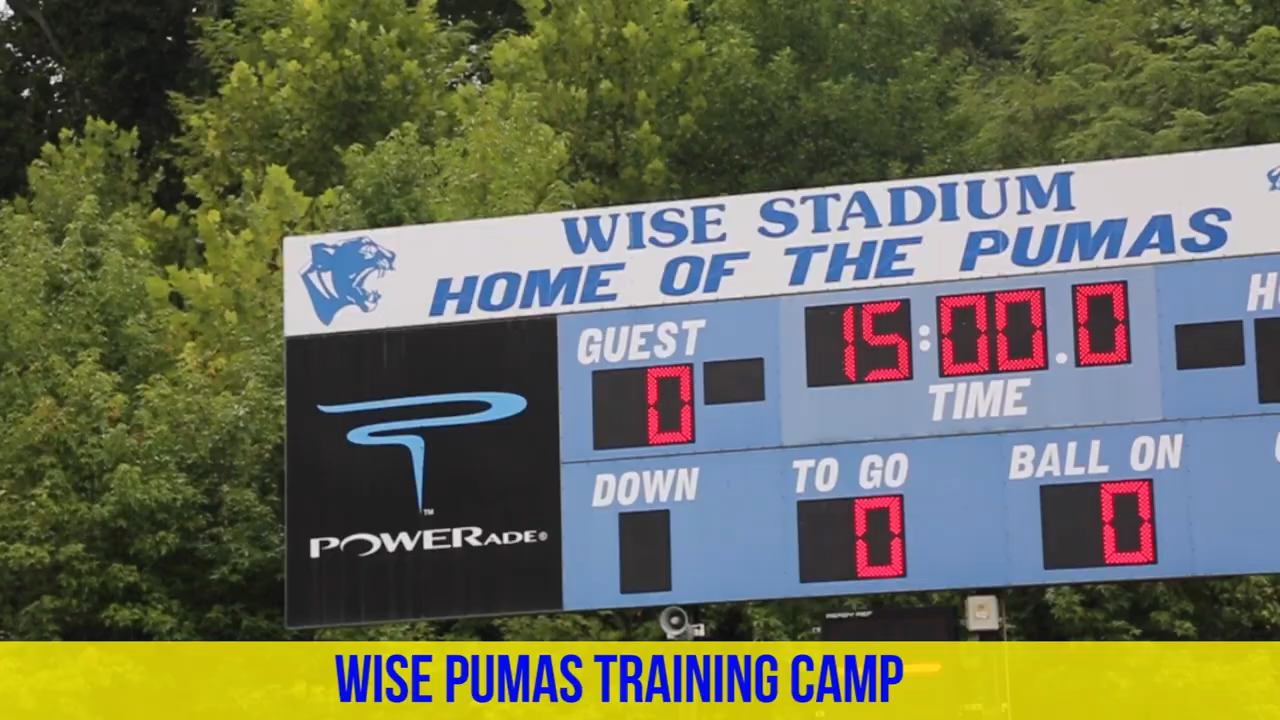 WISE STADIUM
HOME OF THE PUMAS
GUEST
15:00.0
H
0
TIME
DOWN
TO GO
BALL ON
0
0
™
POWERADE®
WISE PUMAS TRAINING CAMP